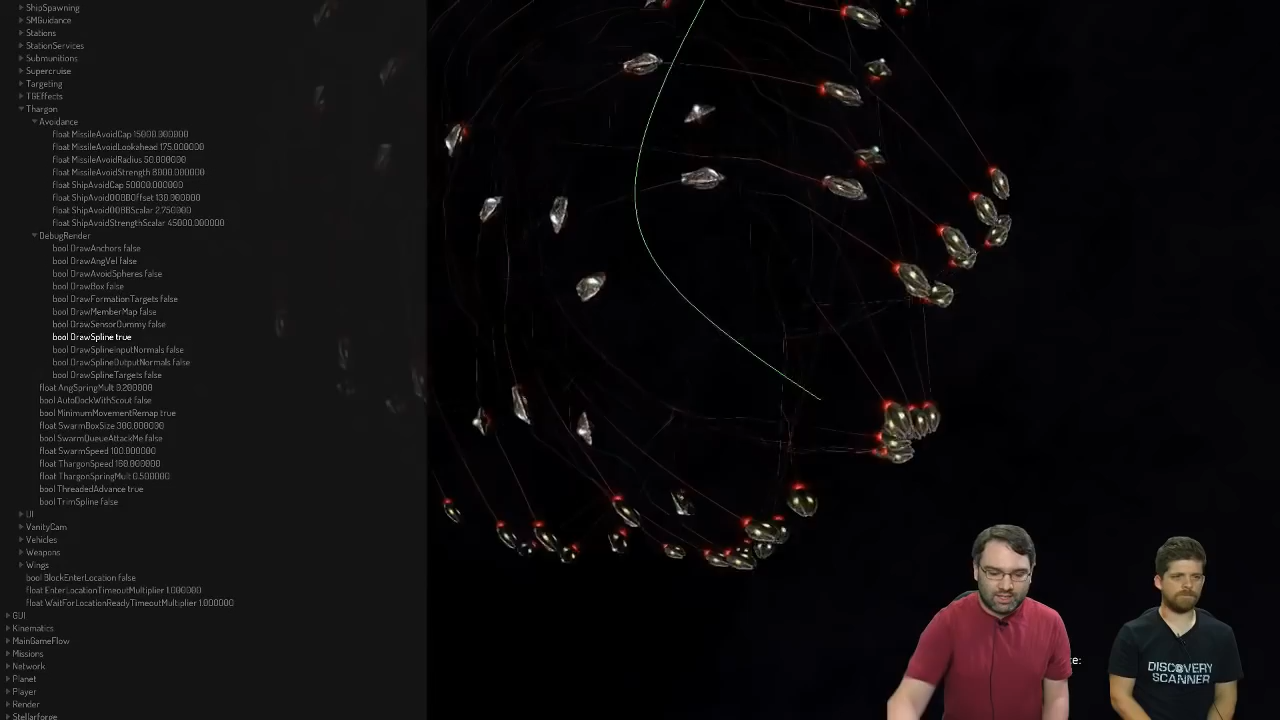 ShipSpawning
SMGuidance
Stations
StationServices
Submunitions
Supercruise
Targeting
TGEffects
Thargon
Avoidance
float MissileAvoidCap 15000.000000
float MissileAvoidLookahead 175.000000
float MissileAvoidRadius 50.000000
float MissileAvoidStrength 8000.000000
float ShipAvoidCap 50000.000000
float ShipAvoidOOBBOffset 130.000000
float ShipAvoidOOBBScalar 2.750000
float ShipAvoidStrengthScalar 45000.000000
DebugRender
bool DrawAnchors false
bool DrawAngVel false
bool DrawAvoidSpheres false
bool DrawBox false
bool DrawFormationTargets false
bool DrawMemberMap false
bool DrawSensorDummy false
bool DrawSpline true
bool DrawSplineInputNormals false
bool DrawSplineOutputNormals false
bool DrawSplineTargets false
float AngSpringMult 0.200000
bool AutoDockWithScout false
bool MinimumMovementRemap true
float SwarmBoxSize 300.000000
bool SwarmQueueAttackMe false
float SwarmSpeed 100.000000
float ThargonSpeed 160.000000
float ThargonSpringMult 0.500000
bool ThreadedAdvance true
bool TrimSpline false
UI
VanityCam
Vehicles
Weapons
Wings
bool BlockEnterLocation false
float EnterLocationTimeoutMultiplier 1.000000
float WaitForLocationReadyTimeoutMultiplier 1.000000
GUI
Kinematics
MainGameFlow
Missions
Network
Planet
Player
Render
Stellarforge
DISCOVERY
SCANNER